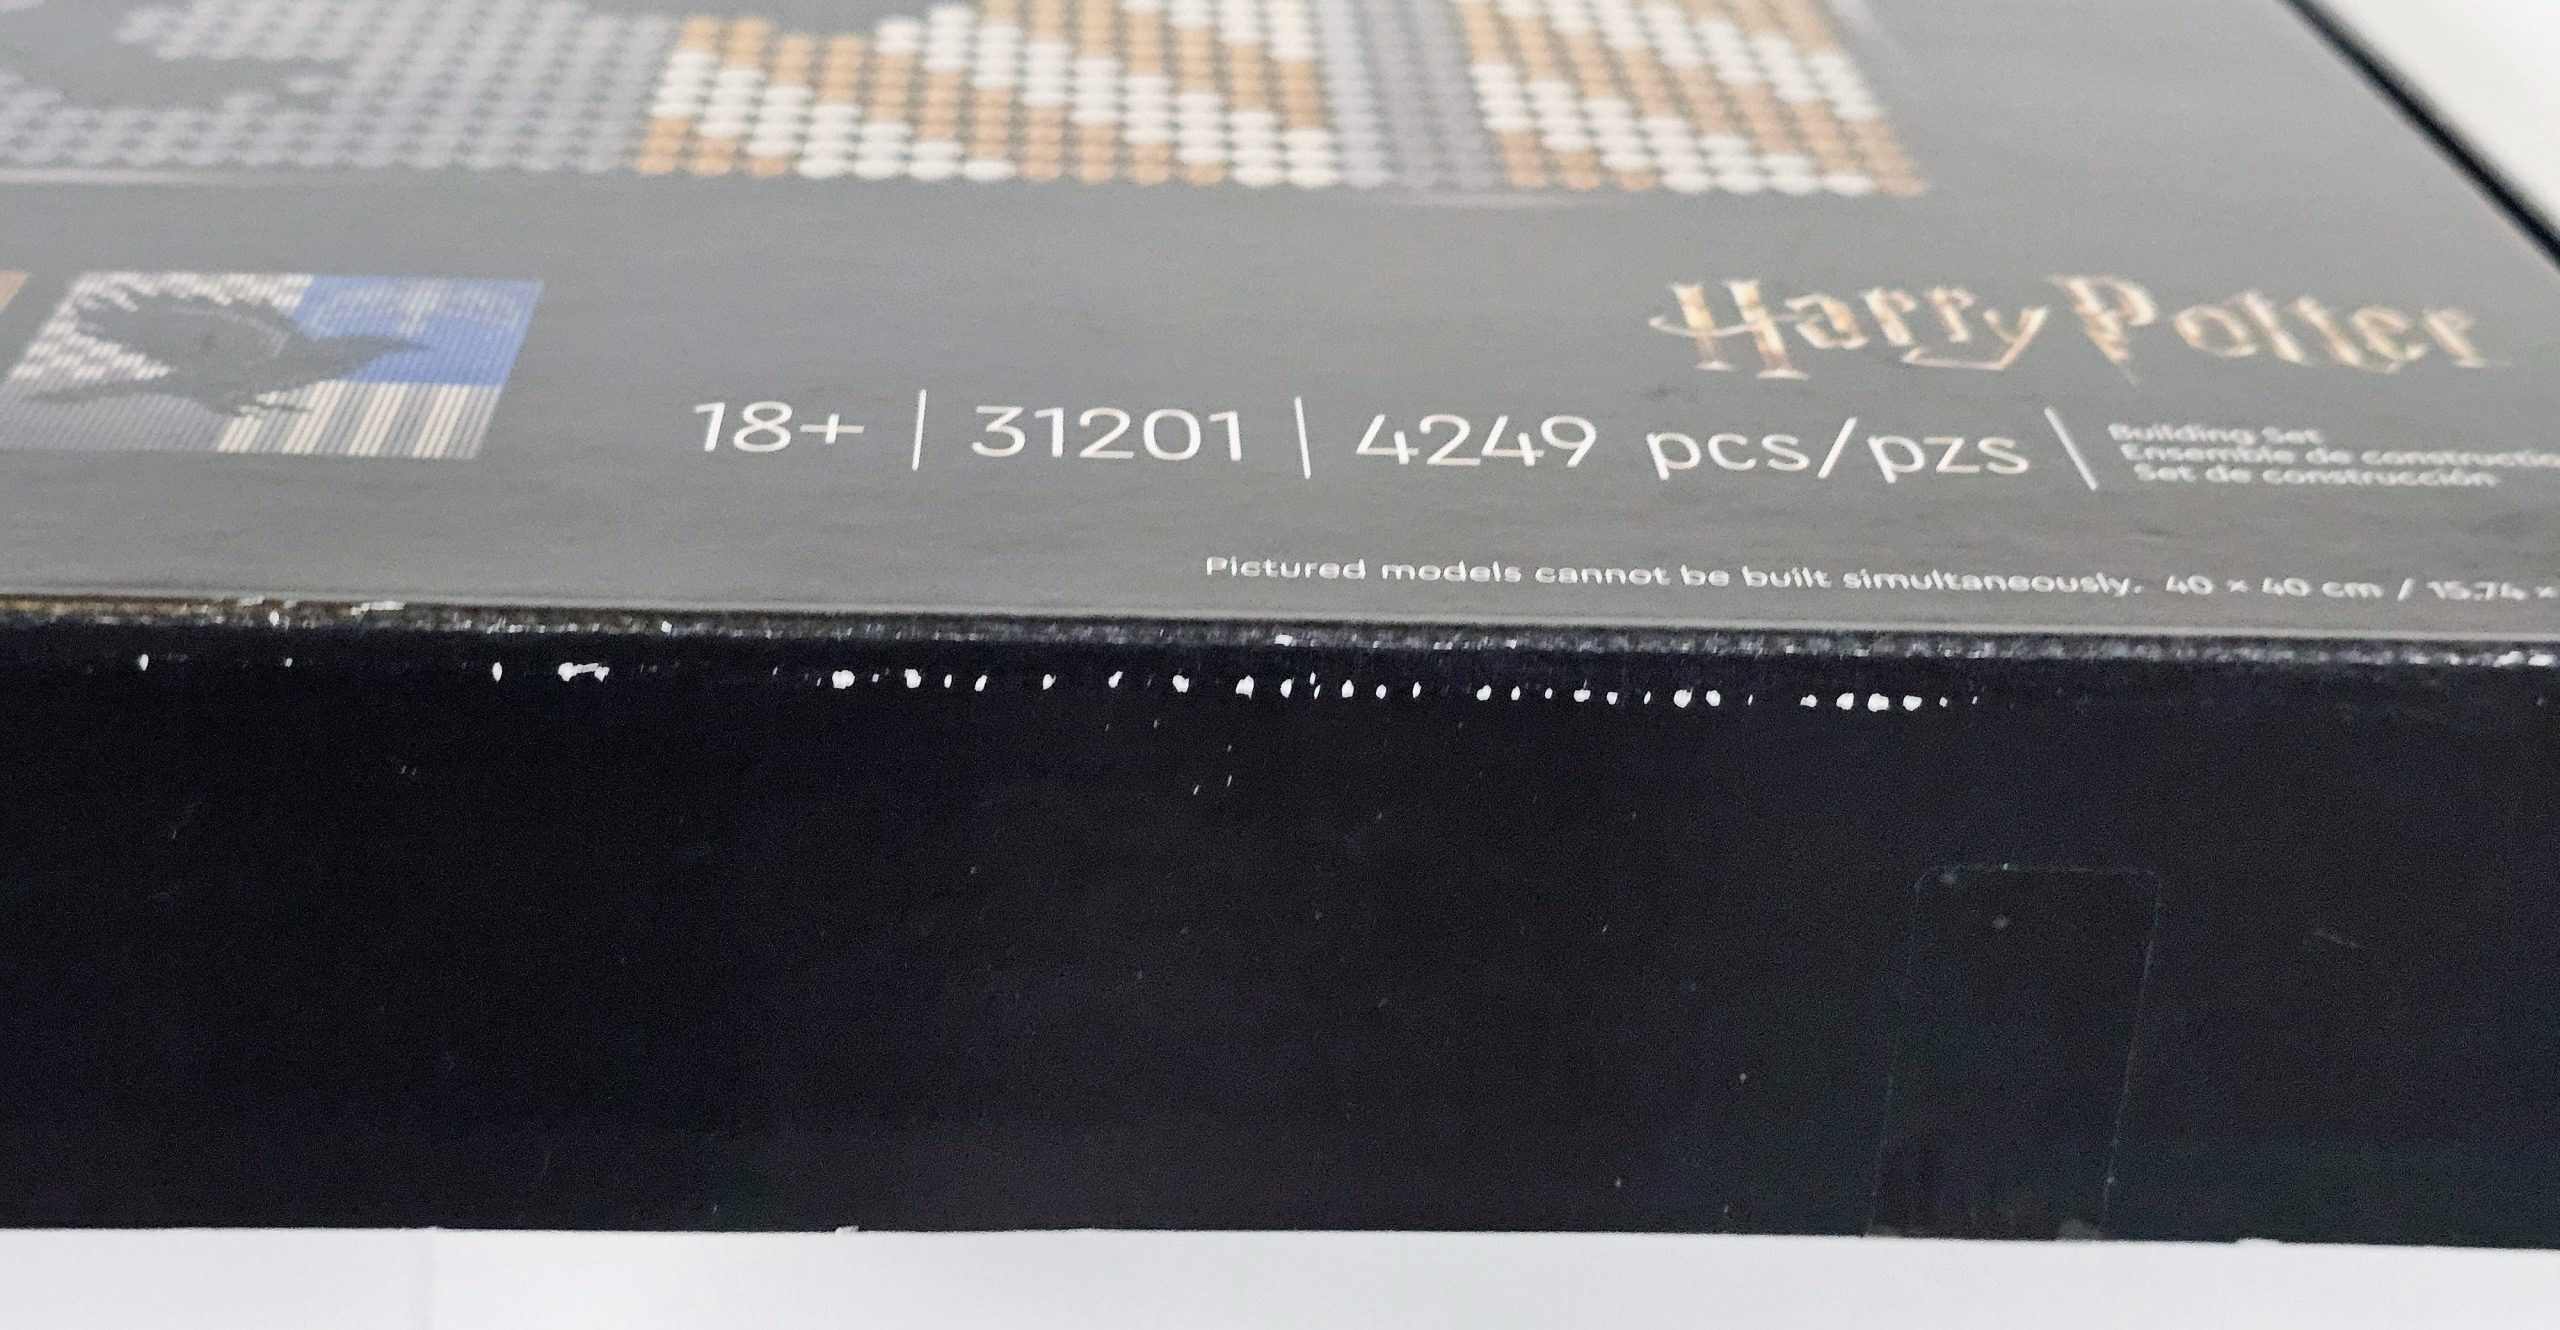 Harry Potter
18+ | 31201 | 4249 pcs/pzs
Building Set
Ensemble de
Set de construcción
Pictured models cannot be built simultaneously. 40 × 40 cm / 15.74 ×